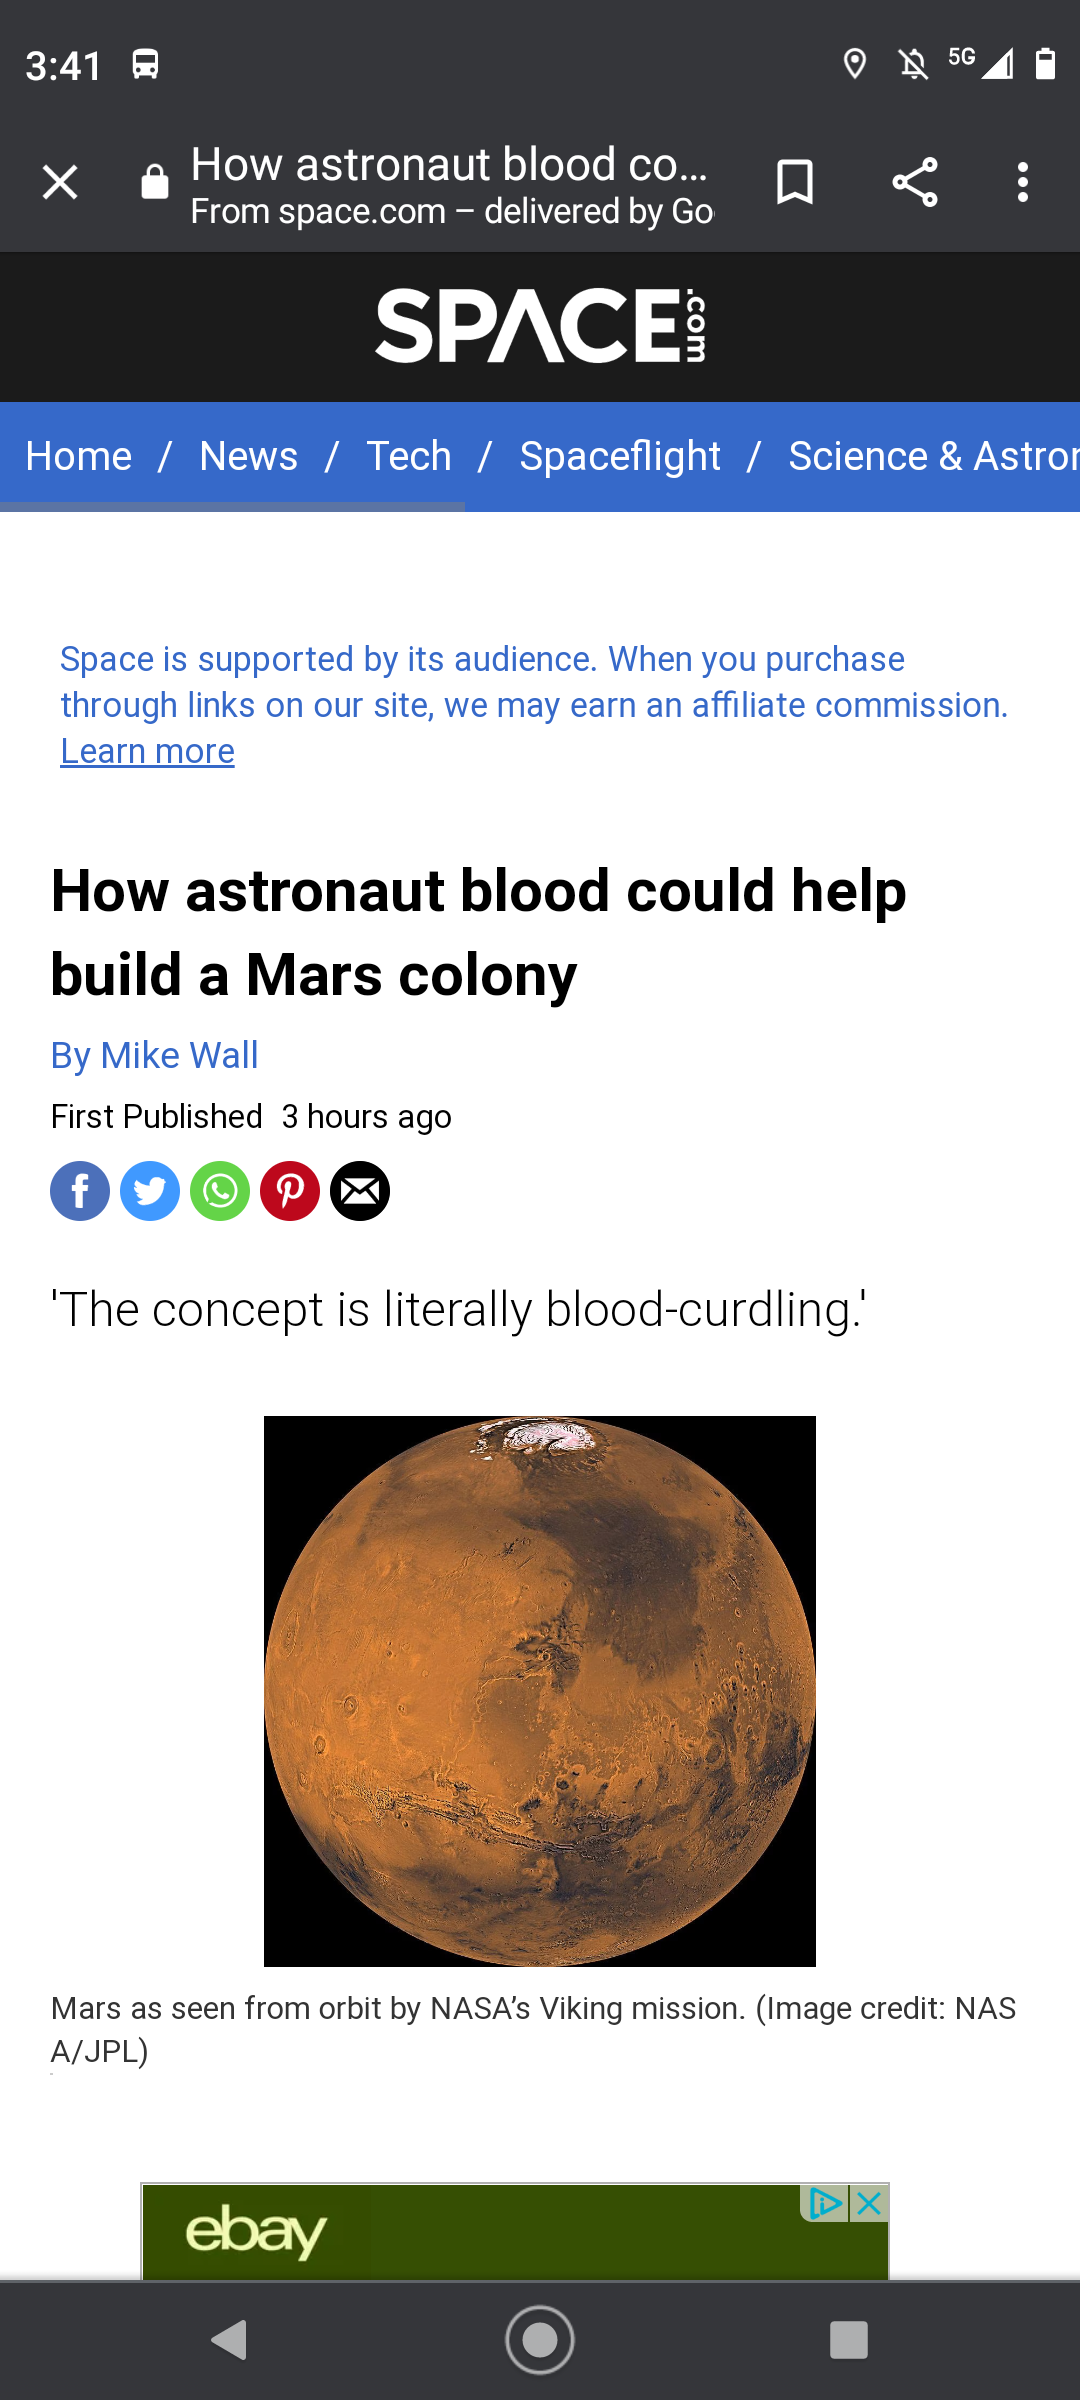 3:41
5G
How astronaut blood co...
From space.com – delivered by Go
SPACE.com
Home / News / Tech / Spaceflight / Science & Astro
Space is supported by its audience. When you purchase
through links on our site, we may earn an affiliate commission.
Learn more
How astronaut blood could help
build a Mars colony
By Mike Wall
First Published 3 hours ago
'The concept is literally blood-curdling.'
Mars as seen from orbit by NASA’s Viking mission. (Image credit: NAS
A/JPL)
ebay